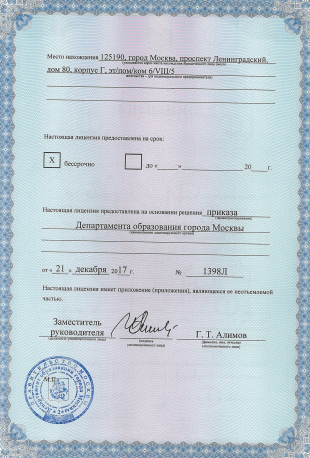 Место нахождения 125190, город Москва, проспект Ленинградский,
(указывается адрес места нахождения юридического лица (место
дом 80, корпус Г, эт/пом/ком 6/VIII/5
жительства – для индивидуального предпринимателя)
Настоящая лицензия предоставлена на срок:
X бессрочно до « » 20 г.
Настоящая лицензия предоставлена на основании решения приказа
(приказ/распоряжение)
Департамента образования города Москвы
(наименование лицензирующего органа)
от « 21 » декабря 2017 г. № 1398Л
Настоящая лицензия имеет приложение (приложения), являющееся ее неотъемлемой
частью.
Заместитель
руководителя Г. Т. Алимов
(должность уполномоченного лица) (подпись уполномоченного лица) (фамилия, имя, отчество уполномоченного лица)
М.П.